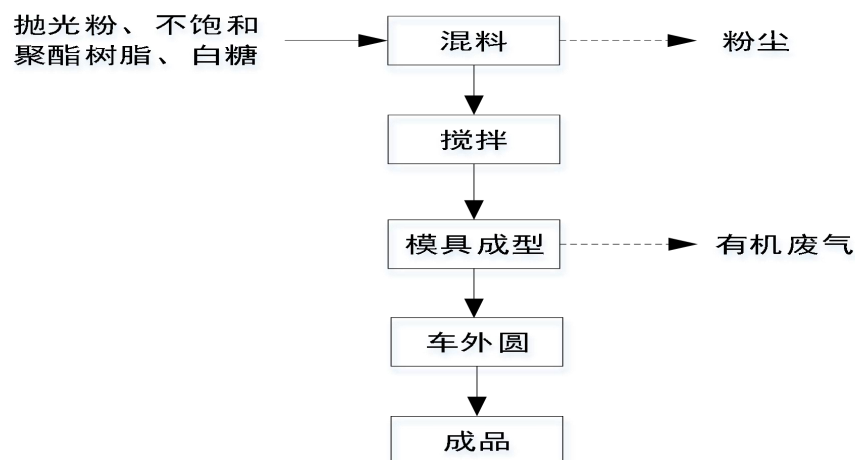 抛光粉、不饱和
聚酯树脂、白糖
混料
粉尘
搅拌
模具成型
有机废气
车外圆
成品